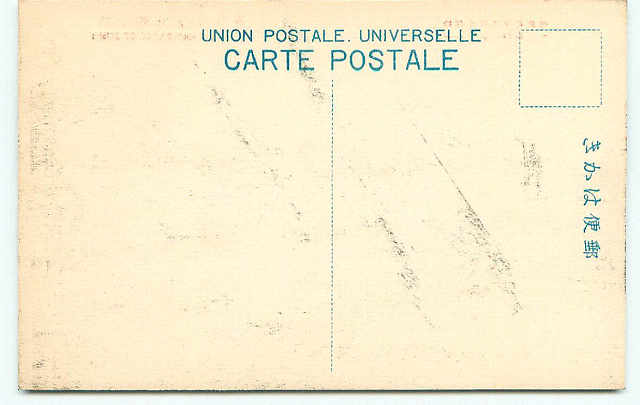 UNION POSTALE. UNIVERSELLE
CARTE POSTALE
郵便はかき